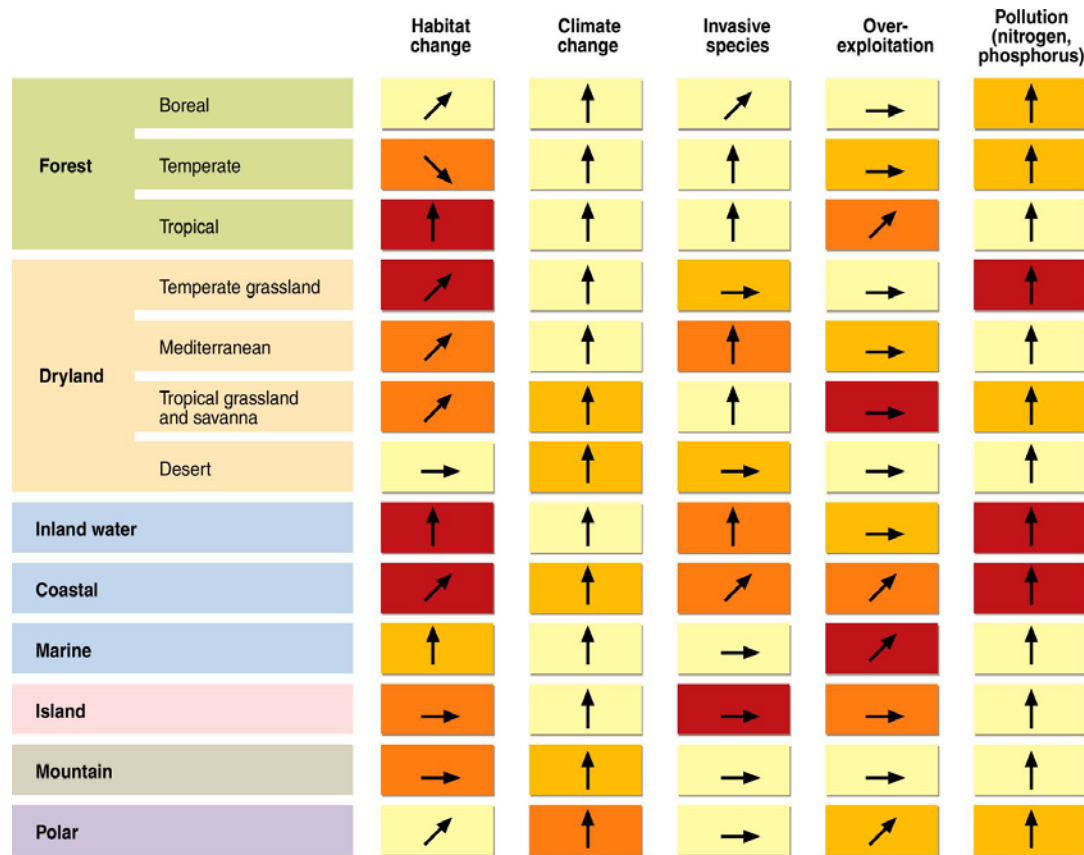 Habitat
change
Climate
change
Invasive
species
Over-
exploitation
Pollution
(nitrogen,
phosphorus)
Forest
Boreal
Temperate
Tropical
Dryland
Temperate grassland
Mediterranean
Tropical grassland
and savanna
Desert
Inland water
Coastal
Marine
Island
Mountain
Polar